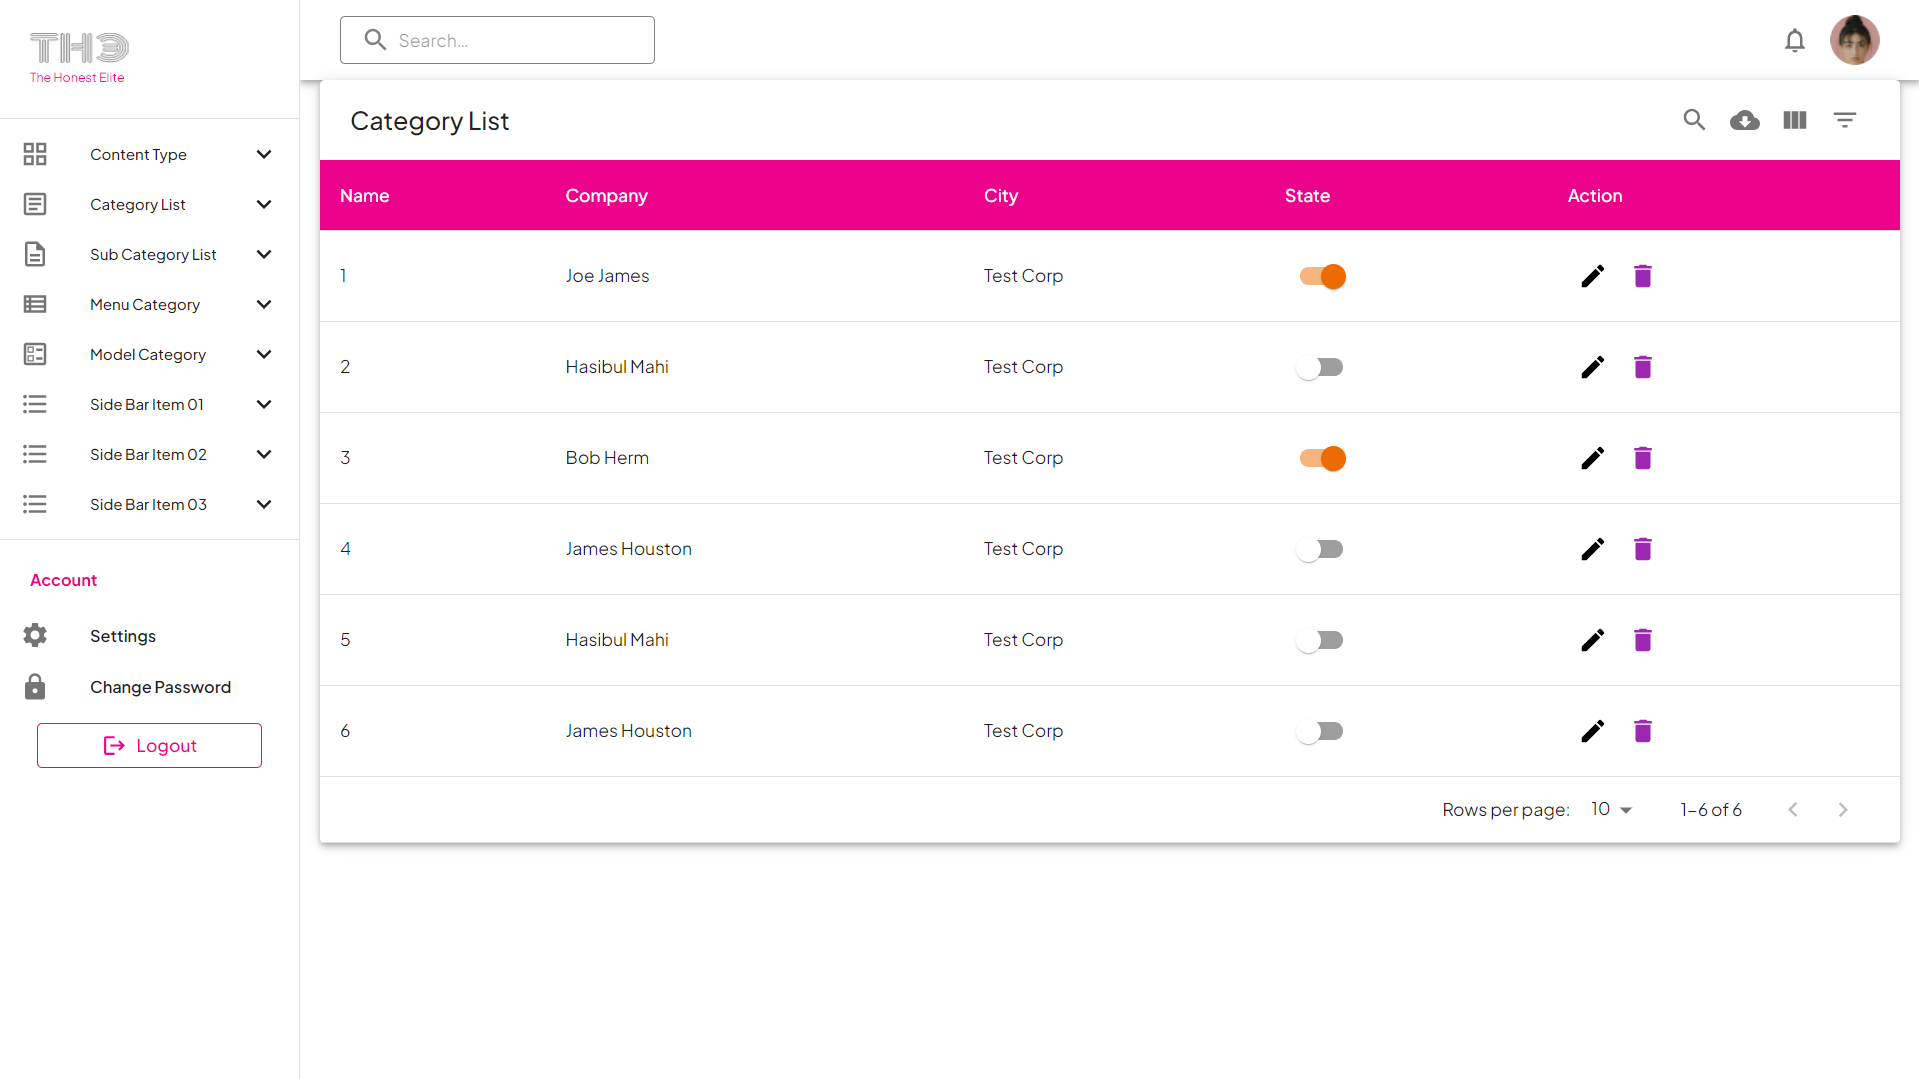 TH3
The Honest Elite
Search...
Content Type
Category List
Sub Category List
Menu Category
Model Category
Side Bar Item 01
Side Bar Item 02
Side Bar Item 03
Account
Settings
Change Password
Logout
Category List
Name Company City State Action
1 Joe James Test Corp
2 Hasibul Mahi Test Corp
3 Bob Herm Test Corp
4 James Houston Test Corp
5 Hasibul Mahi Test Corp
6 James Houston Test Corp
Rows per page: 10 1–6 of 6